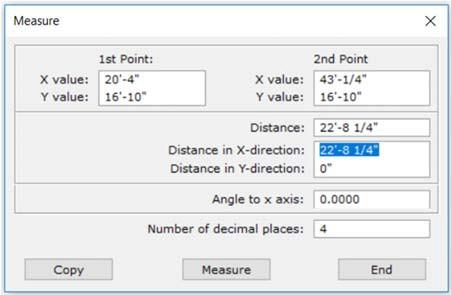 Measure
1st Point: 2nd Point
X value: 20'-4" X value: 43'-1/4"
Y value: 16'-10" Y value: 16'-10"
Distance: 22'-8 1/4"
Distance in X-direction: 22'-8 1/4"
Distance in Y-direction: 0"
Angle to x axis: 0.0000
Number of decimal places: 4
Copy Measure End